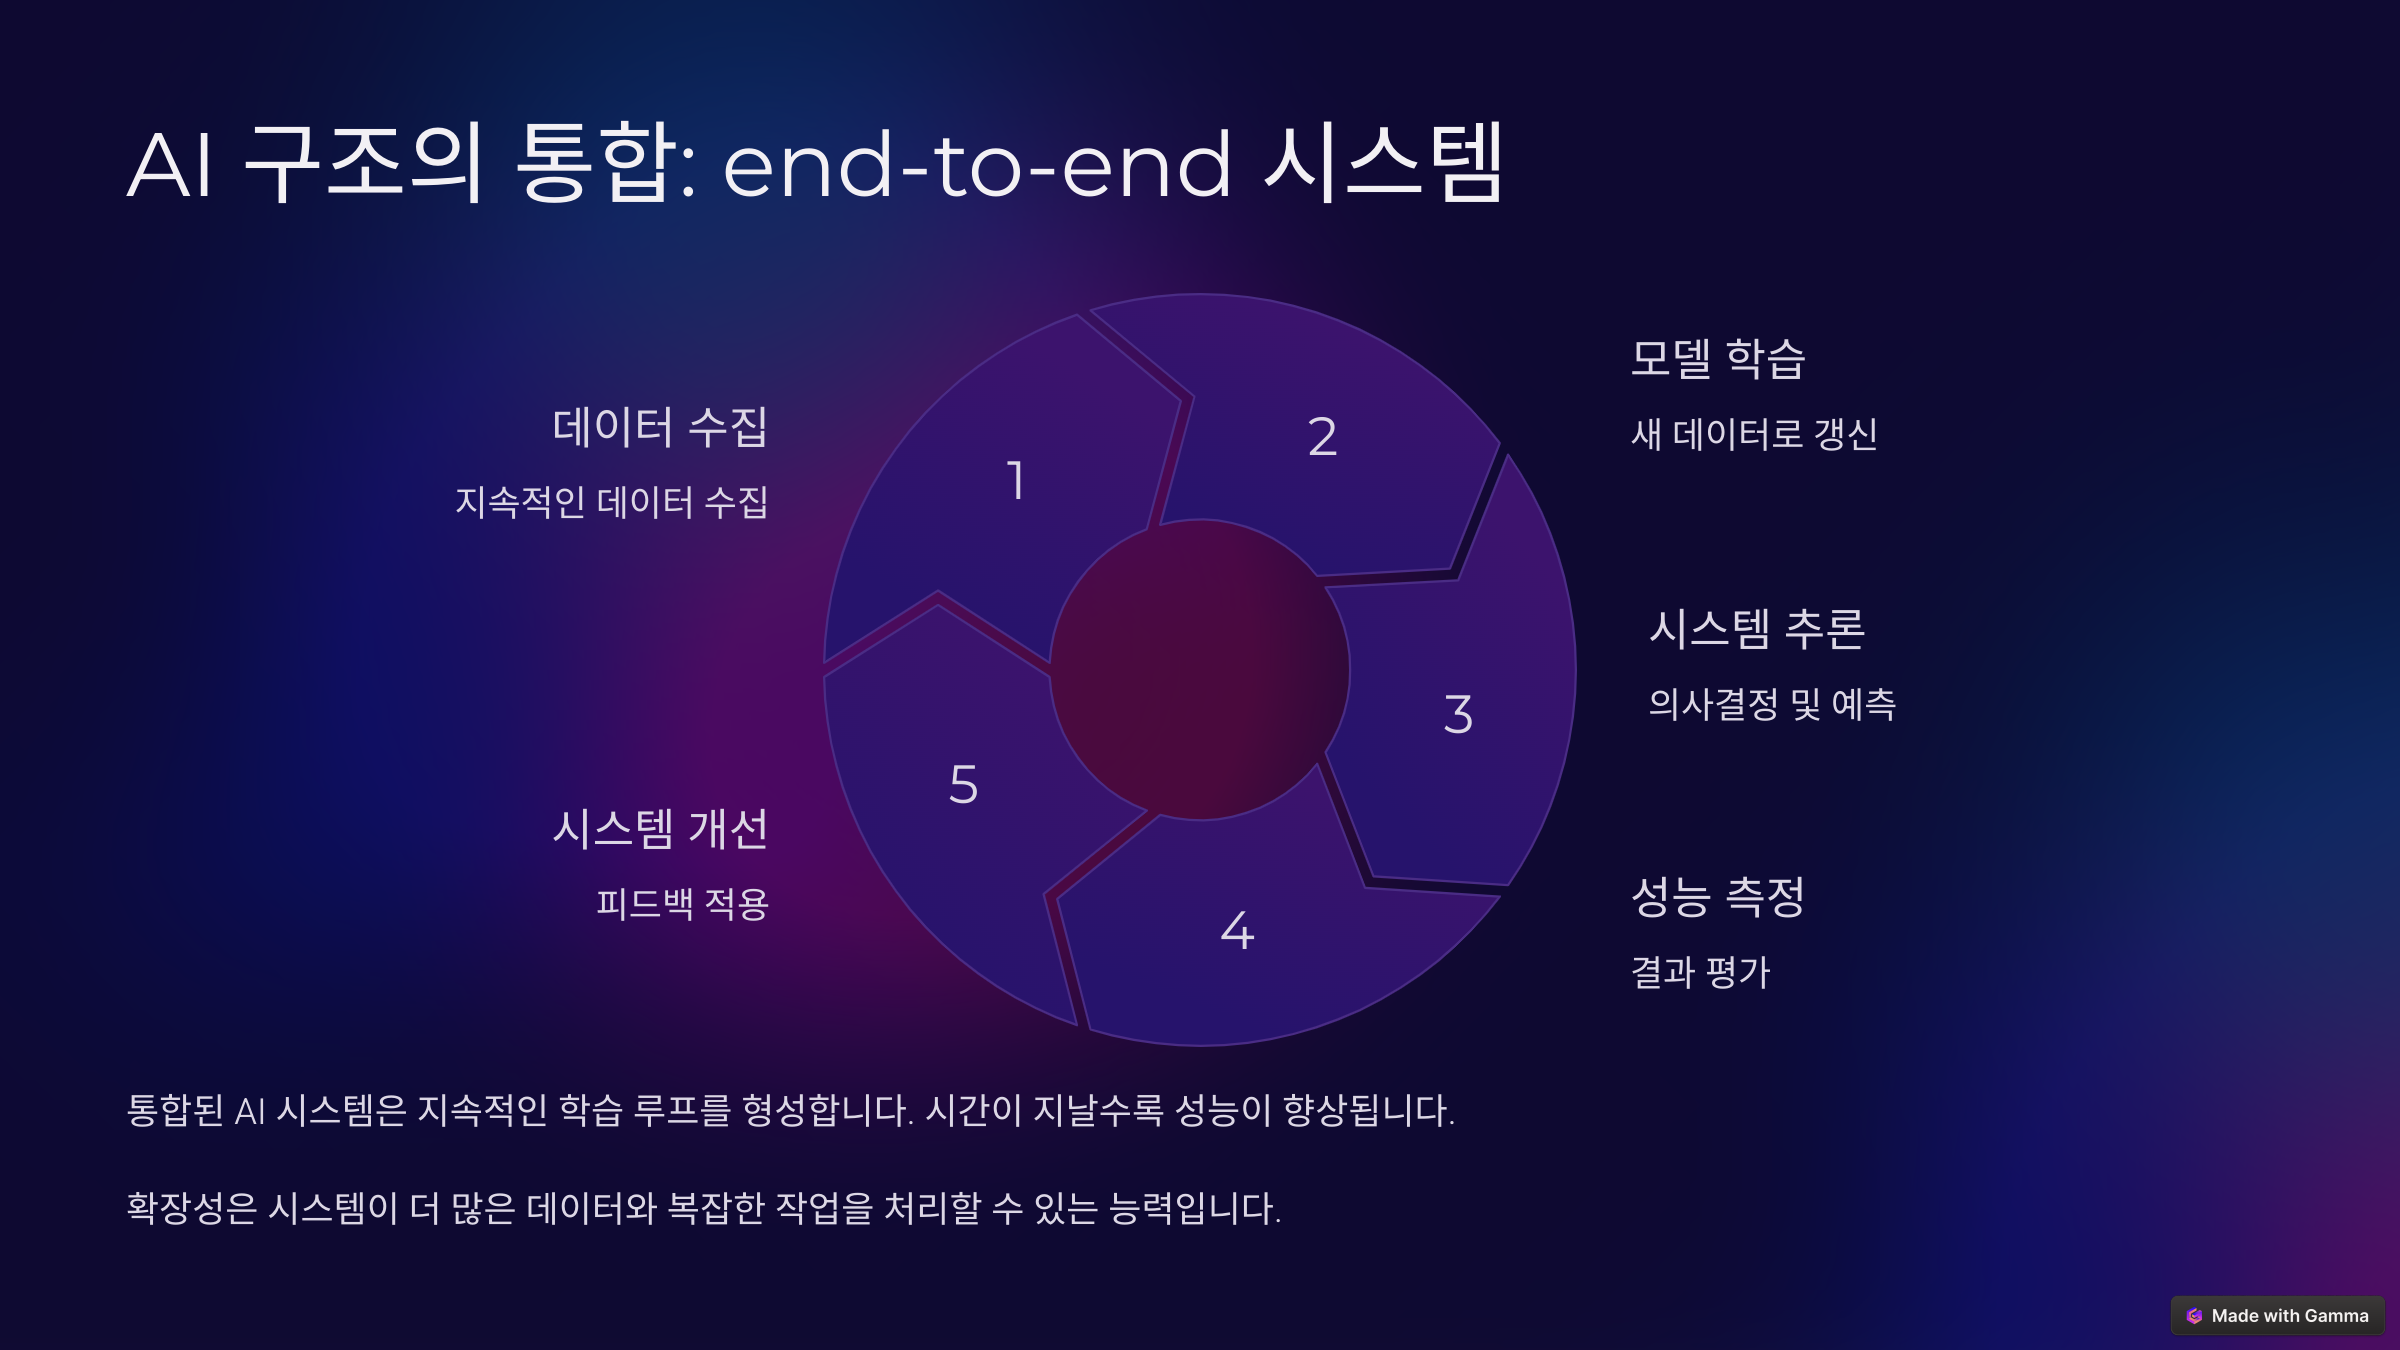 AI 구조의 통합: end-to-end 시스템
데이터 수집
지속적인 데이터 수집
1
2
모델 학습
새 데이터로 갱신
3
시스템 추론
의사결정 및 예측
4
성능 측정
결과 평가
5
시스템 개선
피드백 적용
통합된 AI 시스템은 지속적인 학습 루프를 형성합니다. 시간이 지날수록 성능이 향상됩니다.
확장성은 시스템이 더 많은 데이터와 복잡한 작업을 처리할 수 있는 능력입니다.
Made with Gamma